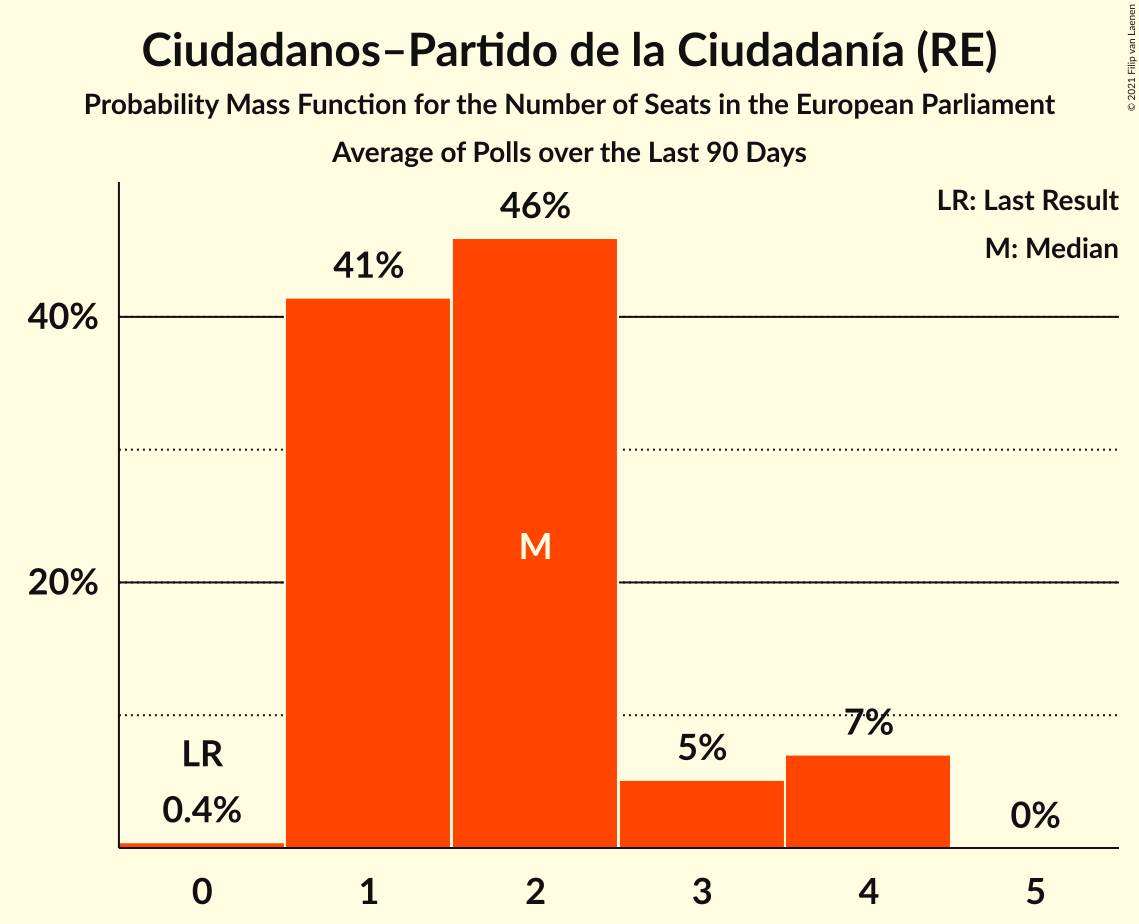 Ciudadanos–Partido de la Ciudadanía (RE)
Probability Mass Function for the Number of Seats in the European Parliament
Average of Polls over the Last 90 Days
© 2021 Filip van Laenen
LR: Last Result
M: Median
46%
41%
40%
M
20%
7%
5%
LR
0.4%
0%
0 1 2 3 4 5